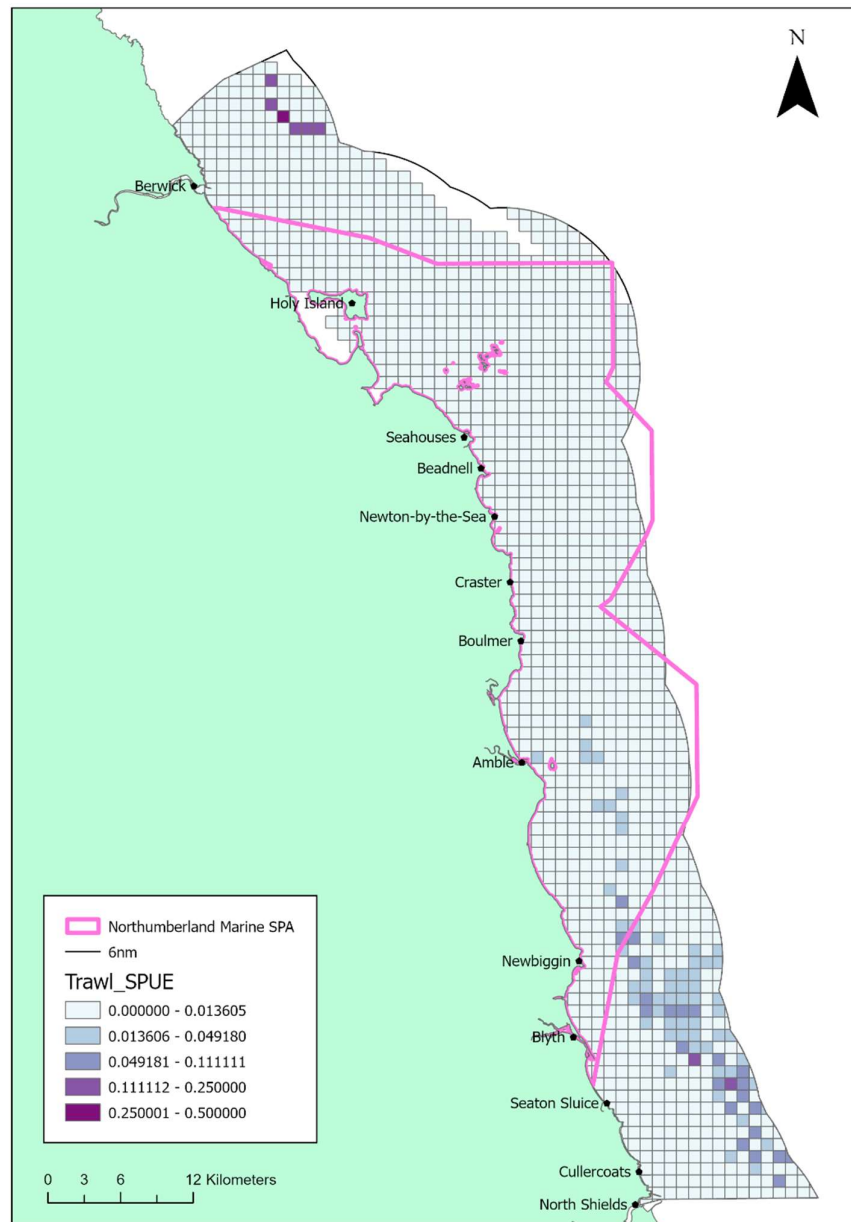 N
Berwick
Holy Island
Seahouses
Beadnell
Newton-by-the-Sea
Craster
Boulmer
Amble
Newbiggin
Blyth
Seaton Sluice
Cullercoats
North Shields
Northumberland Marine SPA
6nm
Trawl_SPUE
0.000000 - 0.013605
0.013606 - 0.049180
0.049181 - 0.111111
0.111112 - 0.250000
0.250001 - 0.500000
0 3 6 12 Kilometers